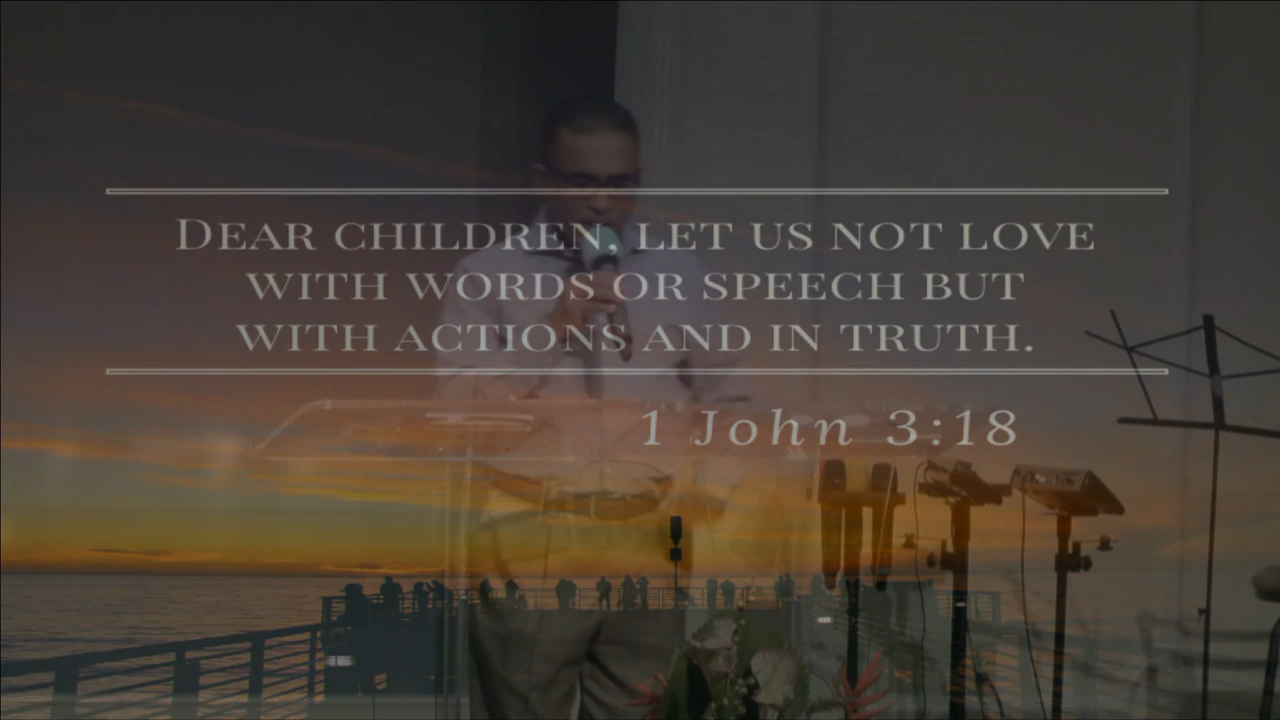 Dear children, let us not love
with words or speech but
with actions and in truth.
1 John 3:18